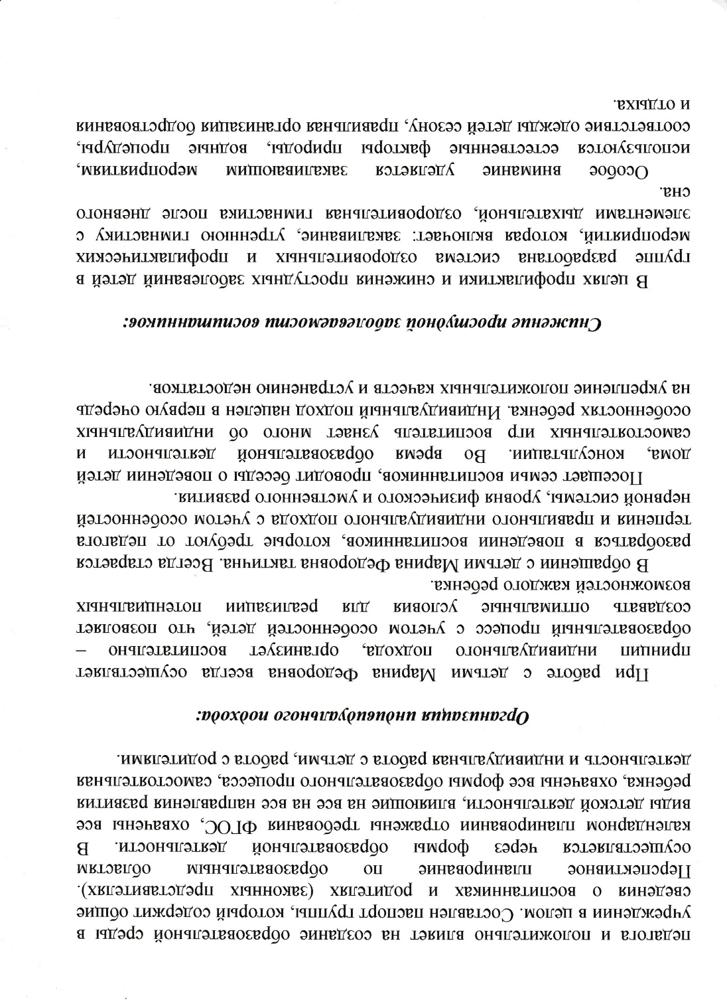 педагога и положительно влияет на создание образовательной среды в
учреждении в целом. Составлен паспорт группы, который содержит общие
сведения о воспитанниках и родителях (законных представителях).
Перспективное планирование по образовательным областям
осуществляется через формы образовательной деятельности. В
календарном планировании отражены требования ФГОС, охвачены все
виды детской деятельности, влияющие на все на все направления развития
ребенка, охвачены все формы образовательного процесса, самостоятельная
деятельность и индивидуальная работа с детьми, работа с родителями.
Организация индивидуального подхода:
При работе с детьми Марина Федоровна всегда осуществляет
принцип индивидуального подхода, организует воспитательно –
образовательный процесс с учетом особенностей детей, что позволяет
создавать оптимальные условия для реализации потенциальных
возможностей каждого ребенка.
В обращении с детьми Марина Федоровна тактична. Всегда старается
разобраться в поведении воспитанников, которые требуют от педагога
терпения и правильного индивидуального подхода с учетом особенностей
нервной системы, уровня физического и умственного развития.
Посещает семьи воспитанников, проводит беседы о поведении детей
дома, консультации. Во время образовательной деятельности и
самостоятельных игр воспитатель узнает много об индивидуальных
особенностях ребенка. Индивидуальный подход нацелен в первую очередь
на укрепление положительных качеств и устранению недостатков.
Снижение простудной заболеваемости воспитанников:
В целях профилактики и снижения простудных заболеваний детей в
группе разработана система оздоровительных и профилактических
мероприятий, которая включает: закаливание, утреннюю гимнастику с
элементами дыхательной, оздоровительная гимнастика после дневного
сна.
Особое внимание уделяется закаливающим мероприятиям,
используются естественные факторы природы, водные процедуры,
соответствие одежды детей сезону, правильная организация бодрствования
и отдыха.